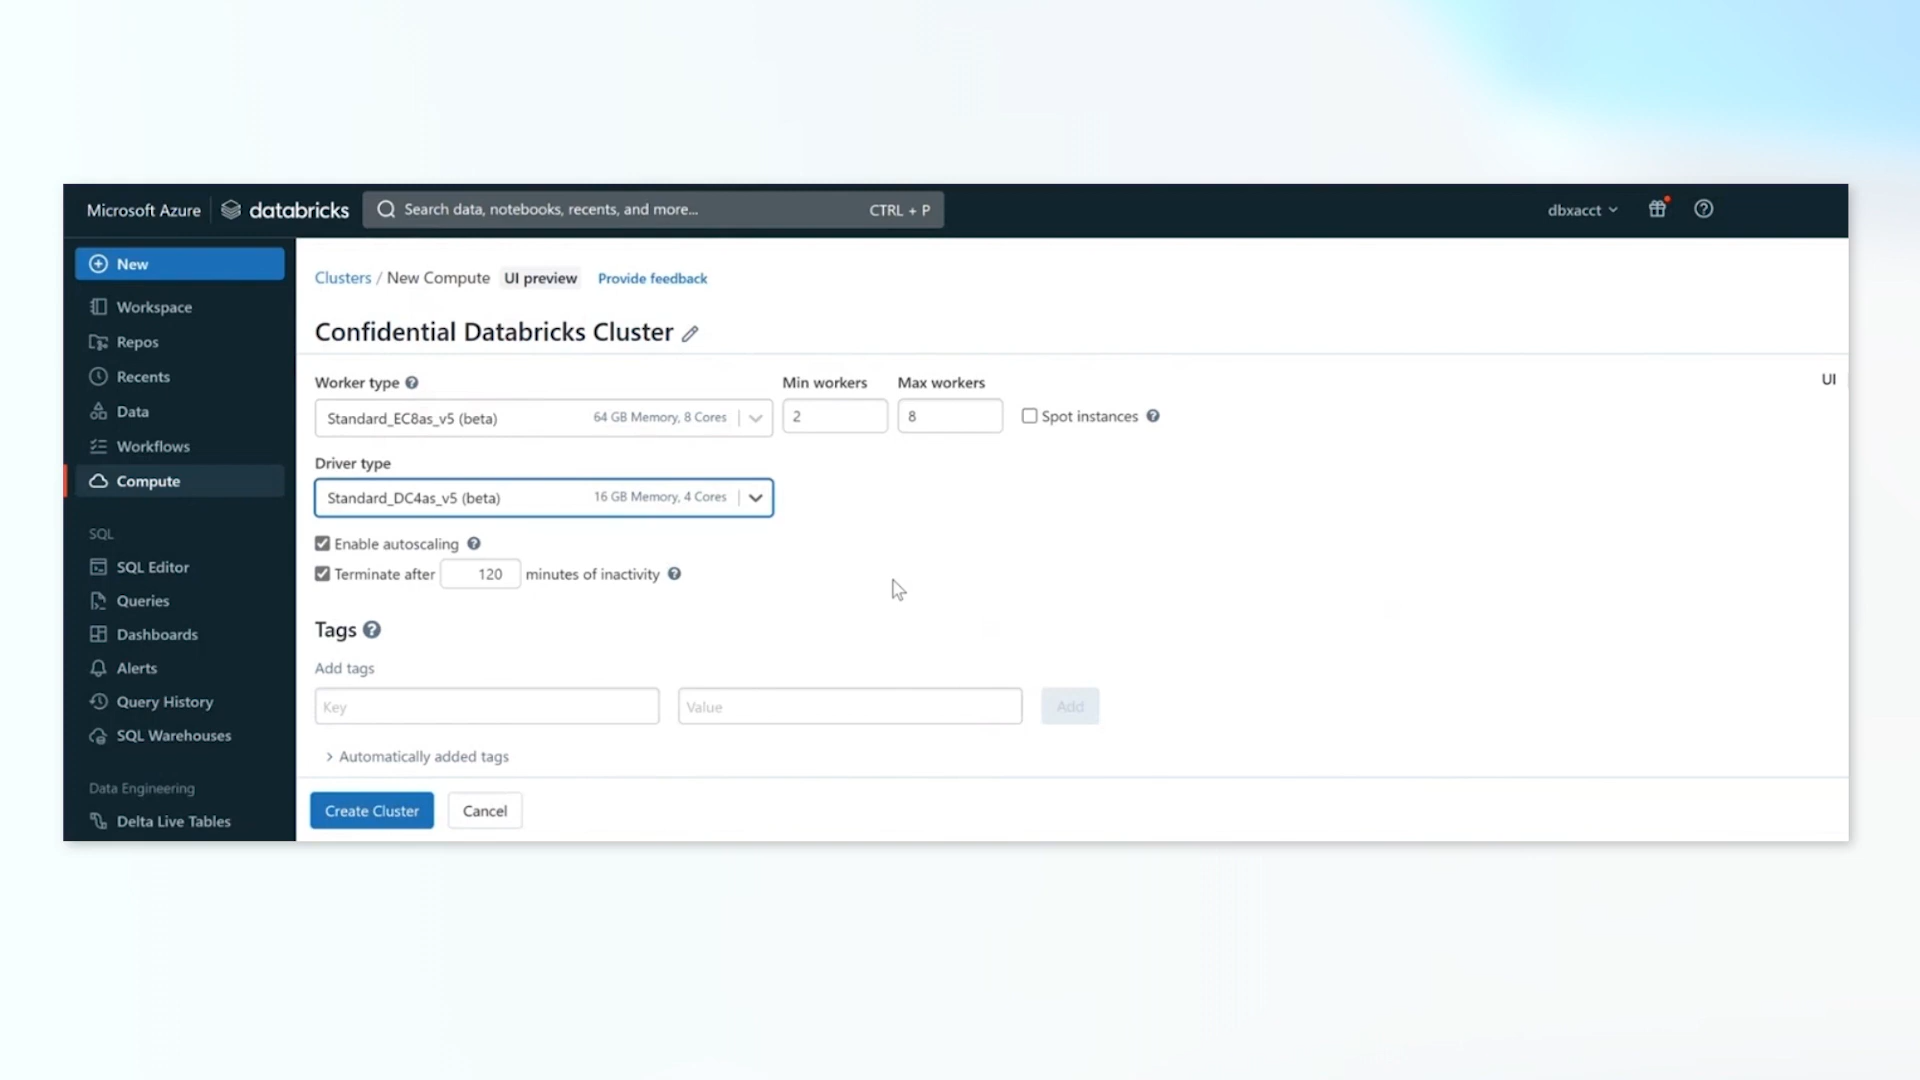 Microsoft Azure databricks Search data, notebooks, recents, and more... CTRL + P dbxacct
New
Workspace
Repos
Recents
Data
Workflows
Compute
SQL
SQL Editor
Queries
Dashboards
Alerts
Query History
SQL Warehouses
Data Engineering
Delta Live Tables
Clusters / New Compute UI preview Provide feedback
Confidential Databricks Cluster
UI
Worker type Min workers Max workers
Standard_EC8as_v5 (beta) 64 GB Memory, 8 Cores 2 8 Spot instances
Driver type
Standard_DC4as_v5 (beta) 16 GB Memory, 4 Cores
Enable autoscaling
Terminate after 120 minutes of inactivity
Tags
Add tags
Key Value Add
Automatically added tags
Create Cluster Cancel